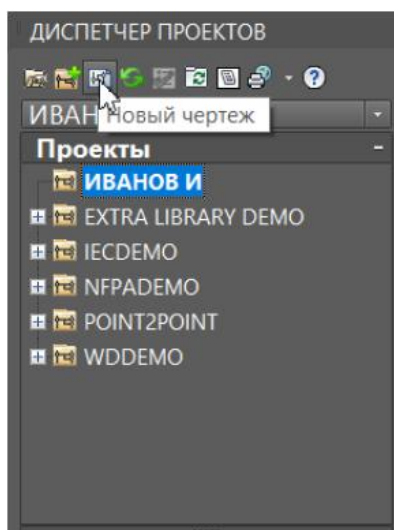 ДИСПЕТЧЕР ПРОЕКТОВ
ИВАН
Новый чертеж
Проекты
ИВАНОВ И
EXTRA LIBRARY DEMO
IECDEMO
NFPADEMO
POINT2POINT
WDDEMO